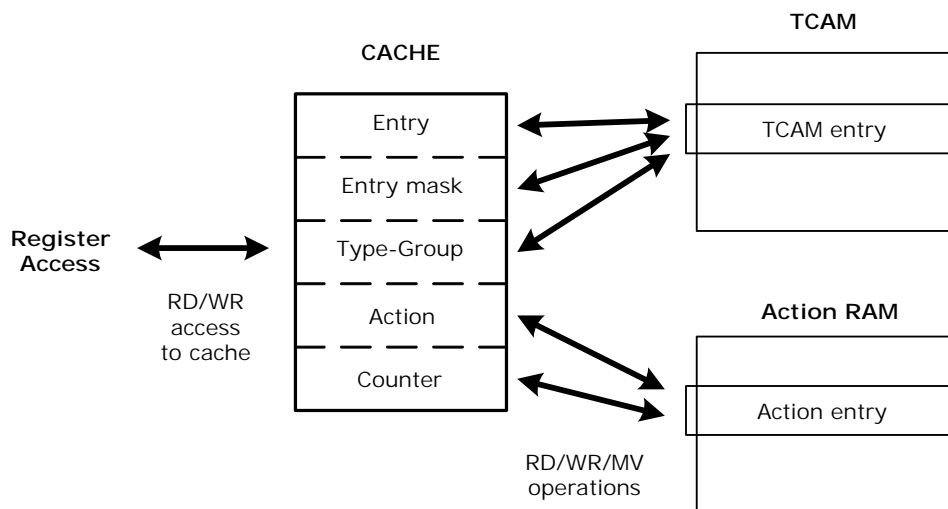 TCAM
CACHE
Entry
TCAM entry
Entry mask
Register
Access
Type-Group
RD/WR
access
to cache
Action
Action RAM
Counter
Action entry
RD/WR/MV
operations